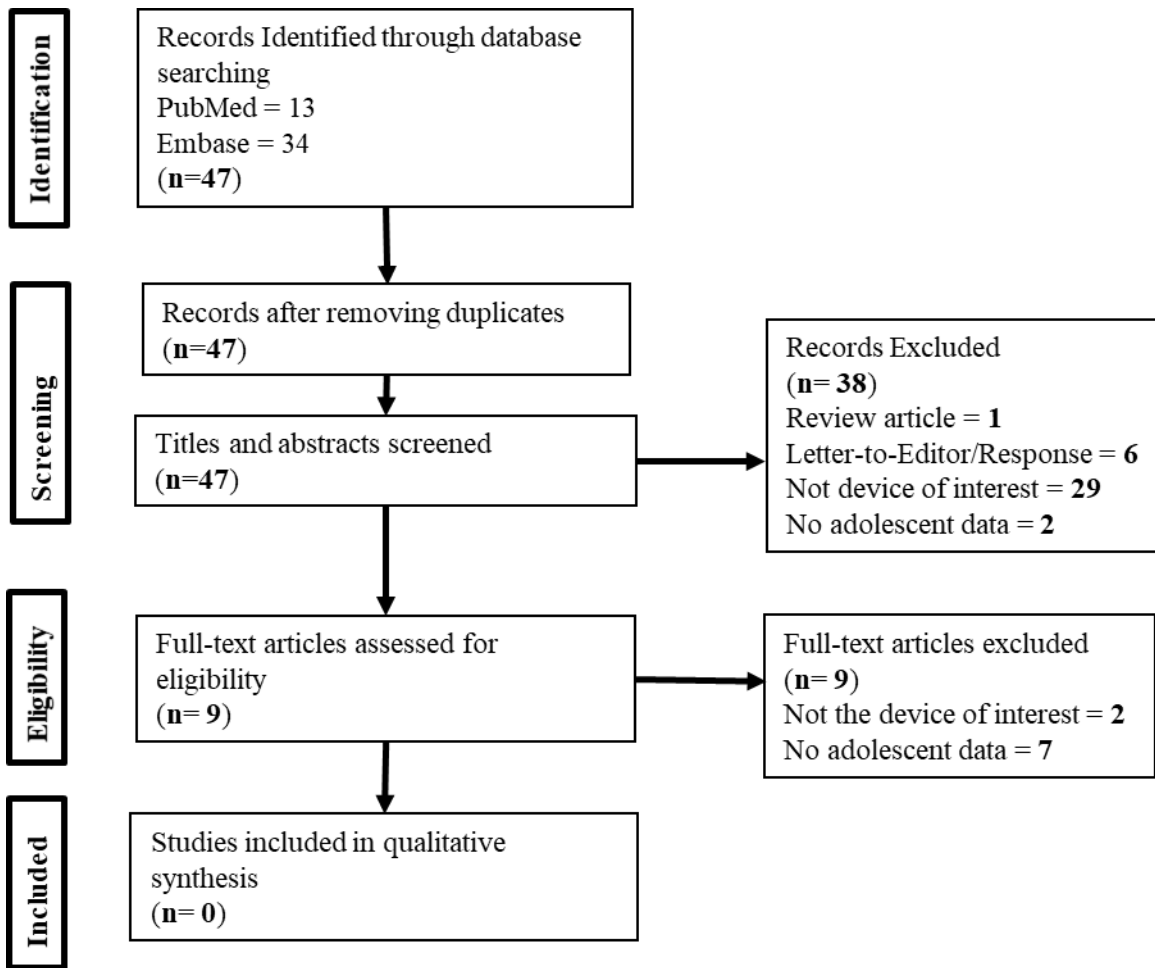 Identification
Records Identified through database
searching
PubMed = 13
Embase = 34
(n=47)
Screening
Records after removing duplicates
(n=47)
Titles and abstracts screened
(n=47)
Records Excluded
(n= 38)
Review article = 1
Letter-to-Editor/Response = 6
Not device of interest = 29
No adolescent data = 2
Eligibility
Full-text articles assessed for
eligibility
(n= 9)
Full-text articles excluded
(n= 9)
Not the device of interest = 2
No adolescent data = 7
Included
Studies included in qualitative
synthesis
(n= 0)